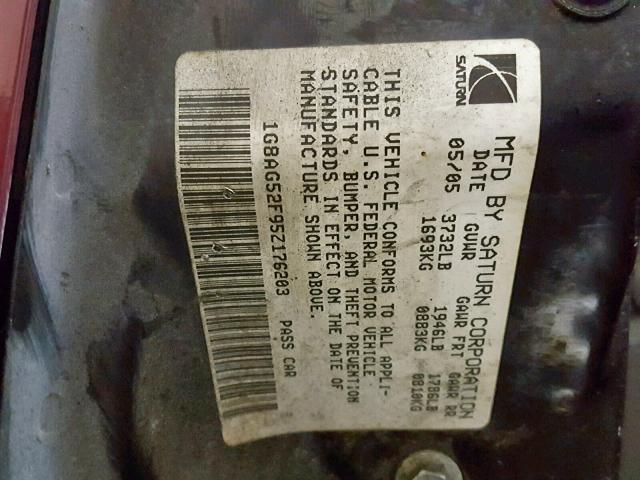 SATURN
MFD BY SATURN CORPORATION
DATE GVWR GAWR FRT GAWR RR
05/05 3732LB 1946LB 1786LB
1693KG 0883KG 0810KG
THIS VEHICLE CONFORMS TO ALL APPLI-
CABLE U.S. FEDERAL MOTOR VEHICLE
SAFETY, BUMPER, AND THEFT PREVENTION
STANDARDS IN EFFECT ON THE DATE OF
MANUFACTURE SHOWN ABOVE.
1G8AG52F95Z176203 PASS CAR